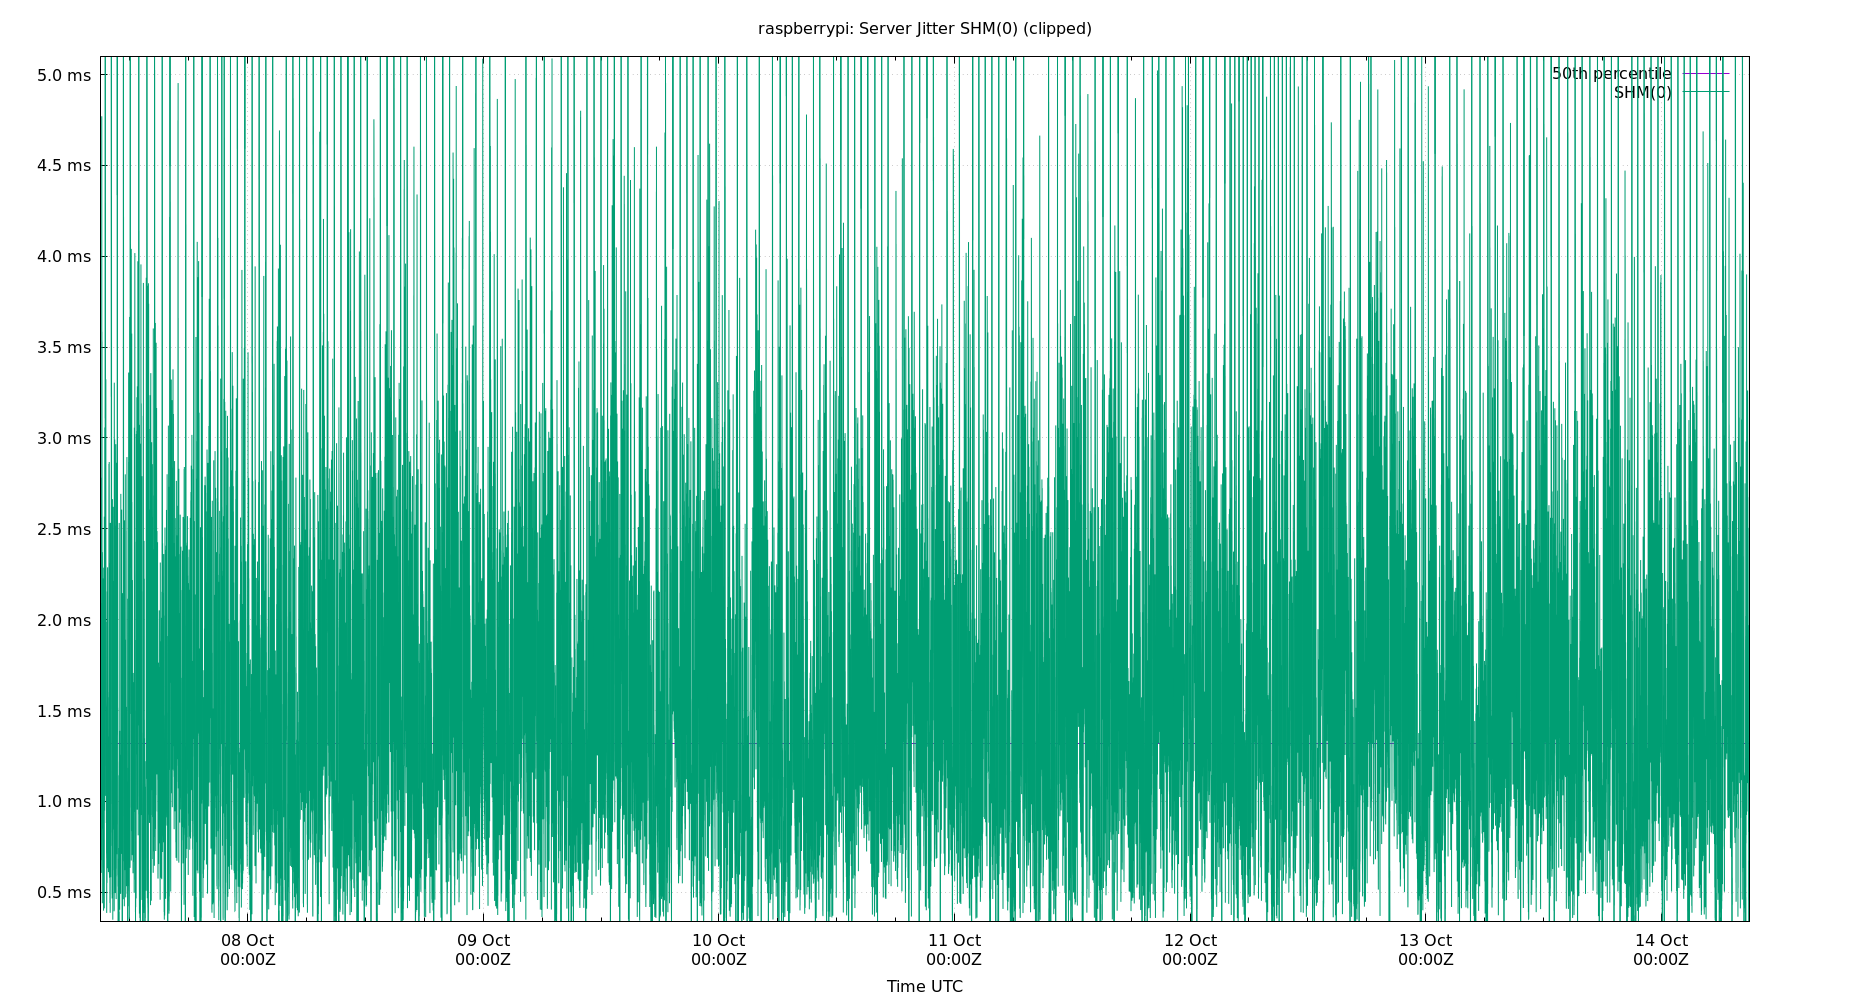 raspberrypi: Server Jitter SHM(0) (clipped)
5.0 ms
50th percentile
SHM(0)
4.5 ms
4.0 ms
3.5 ms
3.0 ms
2.5 ms
2.0 ms
1.5 ms
1.0 ms
0.5 ms
08 Oct 09 Oct 10 Oct 11 Oct 12 Oct 13 Oct 14 Oct
00:00Z 00:00Z 00:00Z 00:00Z 00:00Z 00:00Z 00:00Z
Time UTC